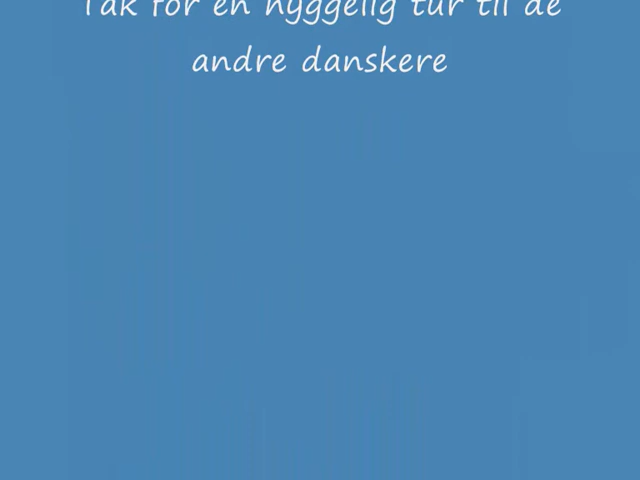 Tak for en hyggelig tur til de
andre danskere